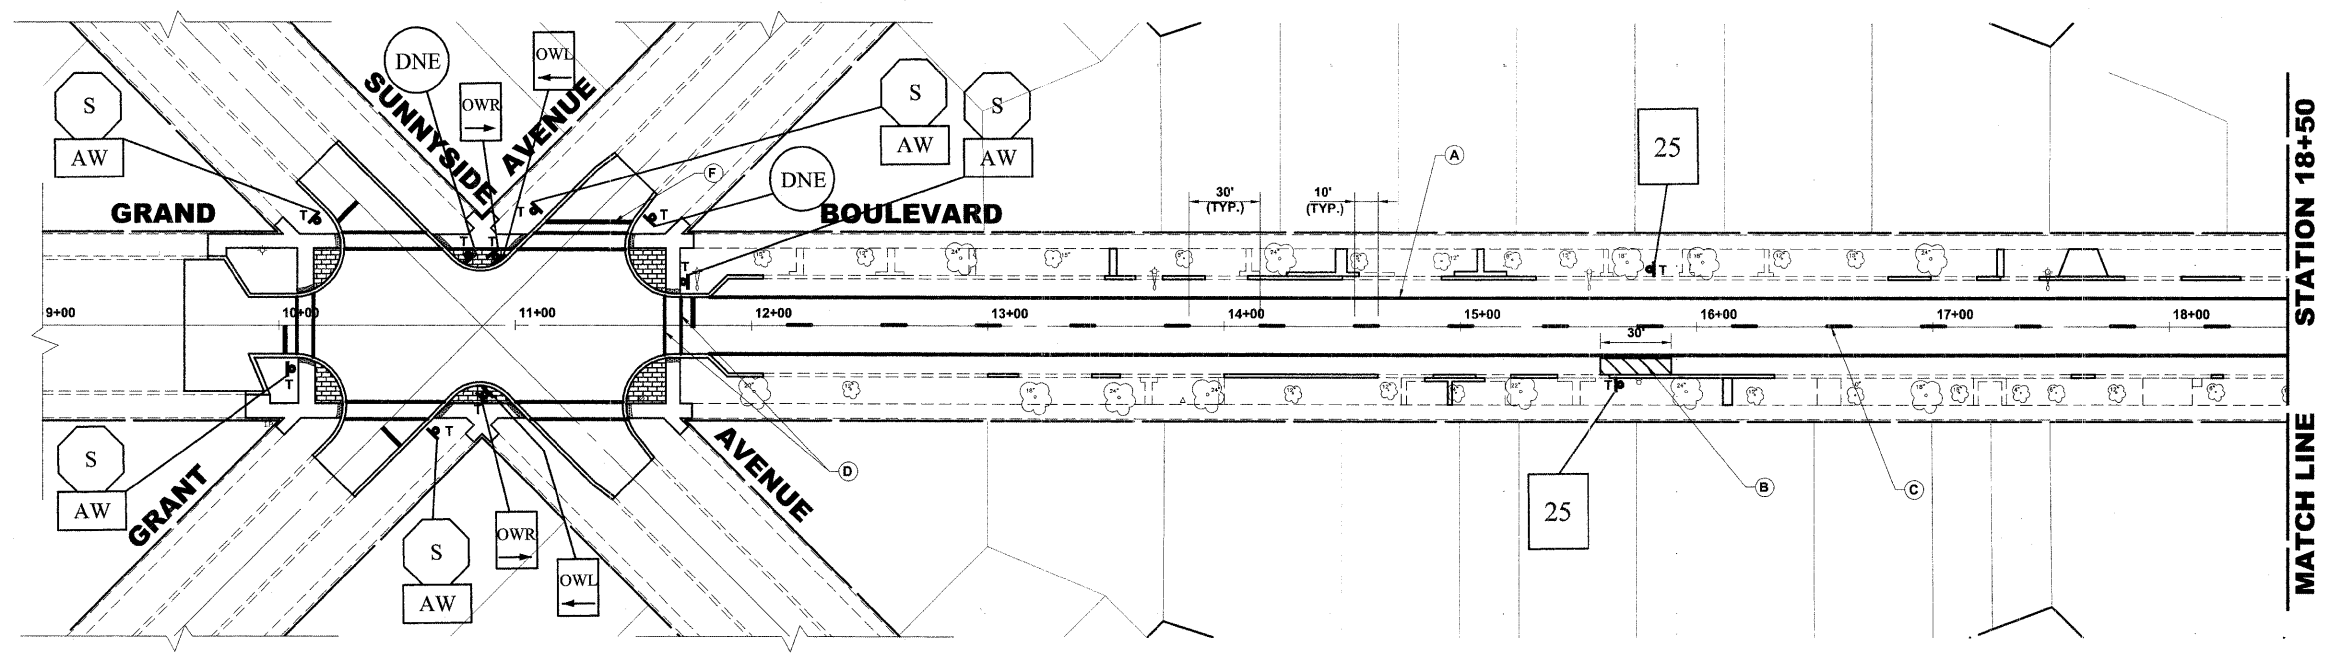 DNE
OWL
SUNNYSIDE
AVENUE
OWR
S
AW
S
AW
S
AW
25
DNE
F
A
GRAND
BOULEVARD
30'
(TYP.)
10'
(TYP.)
T
T
T
T
T
T
T
9+00
10+00
11+00
12+00
13+00
14+00
15+00
16+00
17+00
18+00
30'
T
T
T
T
S
AW
GRANT
AVENUE
D
B
C
25
S
AW
OWR
OWL
MATCH LINE STATION 18+50